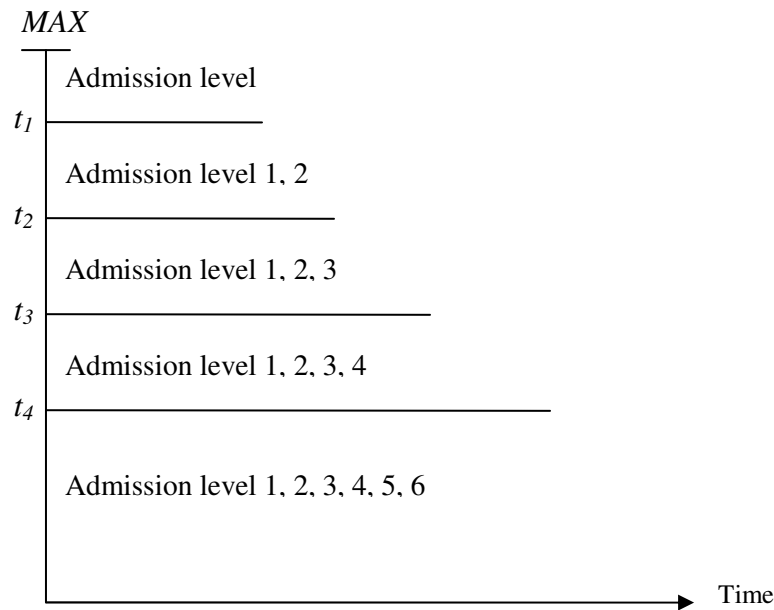 MAX
Admission level
t1
Admission level 1, 2
t2
Admission level 1, 2, 3
t3
Admission level 1, 2, 3, 4
t4
Admission level 1, 2, 3, 4, 5, 6
Time